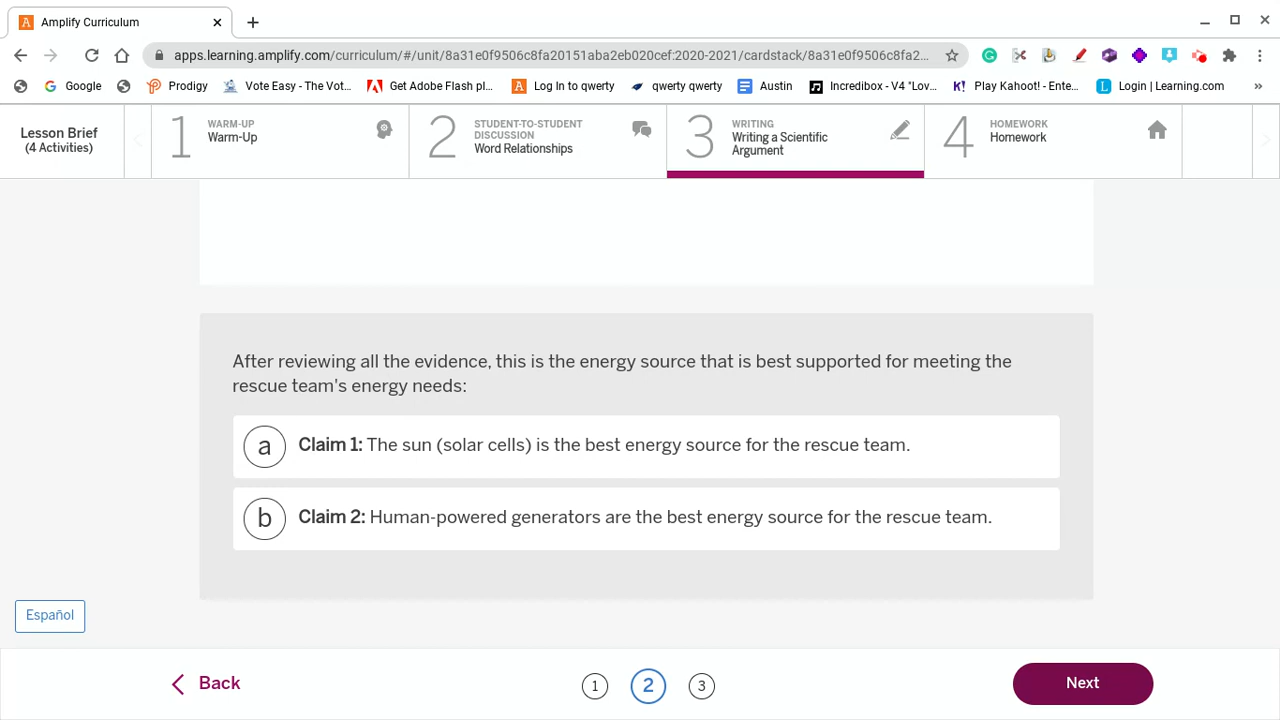 Amplify Curriculum
apps.learning.amplify.com/curriculum/#/unit/8a31e0f9506c8fa20151aba2eb020cef:2020-2021/cardstack/8a31e0f9506c8fa2...
Google
Prodigy
Vote Easy - The Vot...
Get Adobe Flash pl...
Log In to qwerty
qwerty qwerty
Austin
Incredibox - V4 "Lov...
Play Kahoot! - Ente...
Login | Learning.com
»
Lesson Brief
(4 Activities)
1
WARM-UP
Warm-Up
2
STUDENT-TO-STUDENT
DISCUSSION
Word Relationships
3
WRITING
Writing a Scientific
Argument
4
HOMEWORK
Homework
After reviewing all the evidence, this is the energy source that is best supported for meeting the
rescue team's energy needs:
a Claim 1: The sun (solar cells) is the best energy source for the rescue team.
b Claim 2: Human-powered generators are the best energy source for the rescue team.
Español
Back
1 2 3
Next